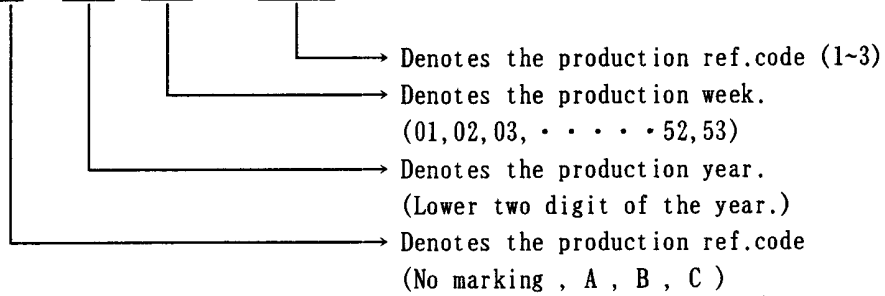 Denotes the production ref.code (1~3)
Denotes the production week.
(01,02,03, ・・・・・52,53)
Denotes the production year.
(Lower two digit of the year.)
Denotes the production ref.code
(No marking , A , B , C )